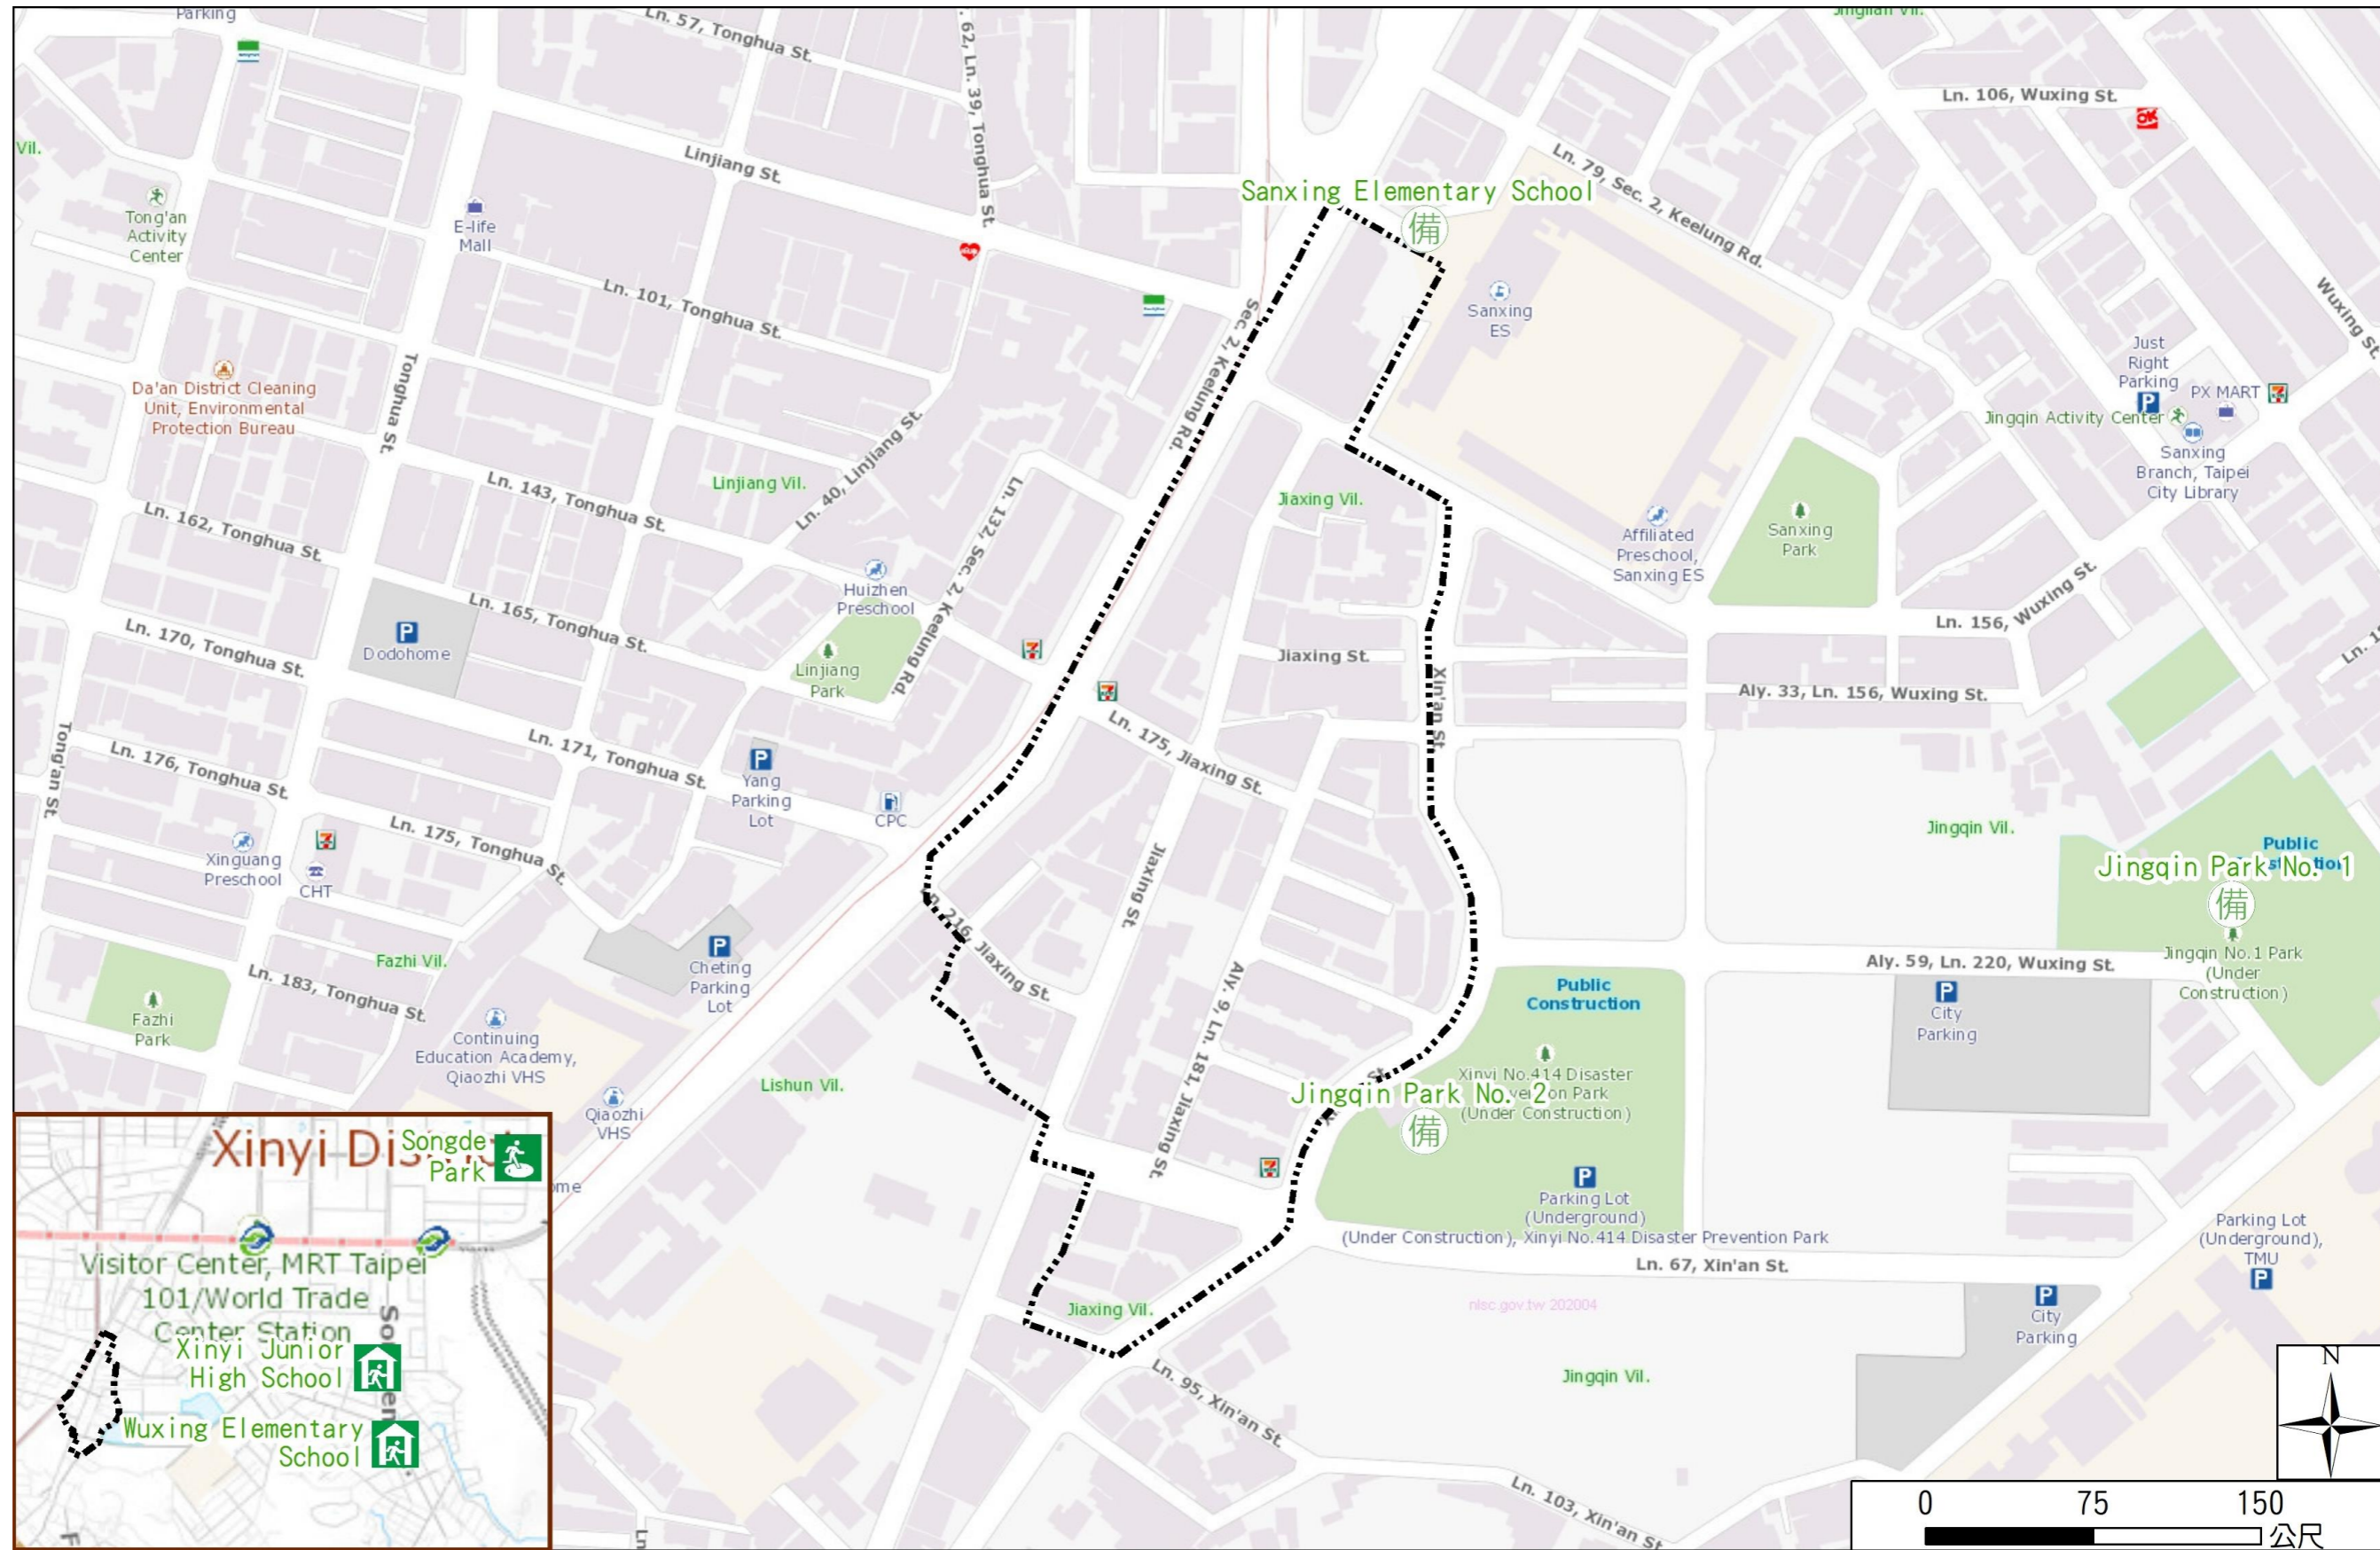 Parking
Ln. 57, Tonghua St.
62, Ln. 39, Tonghua St.
Jinglian Vil.
Ln. 106, Wuxing St.
OK
Vil.
Linjiang St.
Ln. 79, Sec. 2, Keelung Rd.
Sanxing Elementary School
備
Tong'an
Activity
Center
E-life
Mall
Ln. 101, Tonghua St.
Sec. 2, Keelung Rd.
Sanxing
ES
Wuxing St.
Just
Right
Parking
P
PX MART
7
Jingqin Activity Center
Sanxing
Branch, Taipei
City Library
Da'an District Cleaning
Unit, Environmental
Protection Bureau
Tonghua St.
Ln. 40, Linjiang St.
Linjiang Vil.
Ln. 143, Tonghua St.
Ln. 132, Sec. 2, Keelung Rd.
Jiaxing Vil.
Affiliated
Preschool,
Sanxing ES
Sanxing
Park
Ln. 162, Tonghua St.
Huizhen
Preschool
Ln. 165, Tonghua St.
P
Dodohome
Ln. 170, Tonghua St.
Linjiang
Park
7
7
Jiaxing St.
Xin'an St.
Ln. 156, Wuxing St.
Aly. 33, Ln. 156, Wuxing St.
Tong'an St.
Ln. 176, Tonghua St.
Ln. 171, Tonghua St.
P
Yang
Parking
Lot
CPC
Ln. 175, Jiaxing St.
Ln. 175, Tonghua St.
Xinguang
Preschool
7
CHT
Jiaxing St.
Jingqin Vil.
Public
Jingqin Park No. 1
備
Jingqin No.1 Park
(Under
Construction)
Ln. 216, Jiaxing St.
Fazhi Vil.
Ln. 183, Tonghua St.
Fazhi
Park
P
Cheting
Parking
Lot
Aly. 9, Ln. 181, Jiaxing St.
Public
Construction
Aly. 59, Ln. 220, Wuxing St.
P
City
Parking
Continuing
Education Academy,
Qiaozhi VHS
Qiaozhi
VHS
Lishun Vil.
Xinyi No.414 Disaster
Jingqin Park No. 2
(Under Construction)
備
7
P
Parking Lot
(Underground)
(Under Construction), Xinyi No.414 Disaster Prevention Park
Ln. 67, Xin'an St.
Parking Lot
(Underground),
TMU
P
P
City
Parking
Jiaxing Vil.
nlsc.gov.tw 202004
Jingqin Vil.
Ln. 95, Xin'an St.
Ln. 103, Xin'an St.
Ln
Xinyi Dis
Songde
Park
Visitor Center, MRT Taipei
101/World Trade
Center Station
Xinyi Junior
High School
Wuxing Elementary
School
N
0 75 150
公尺